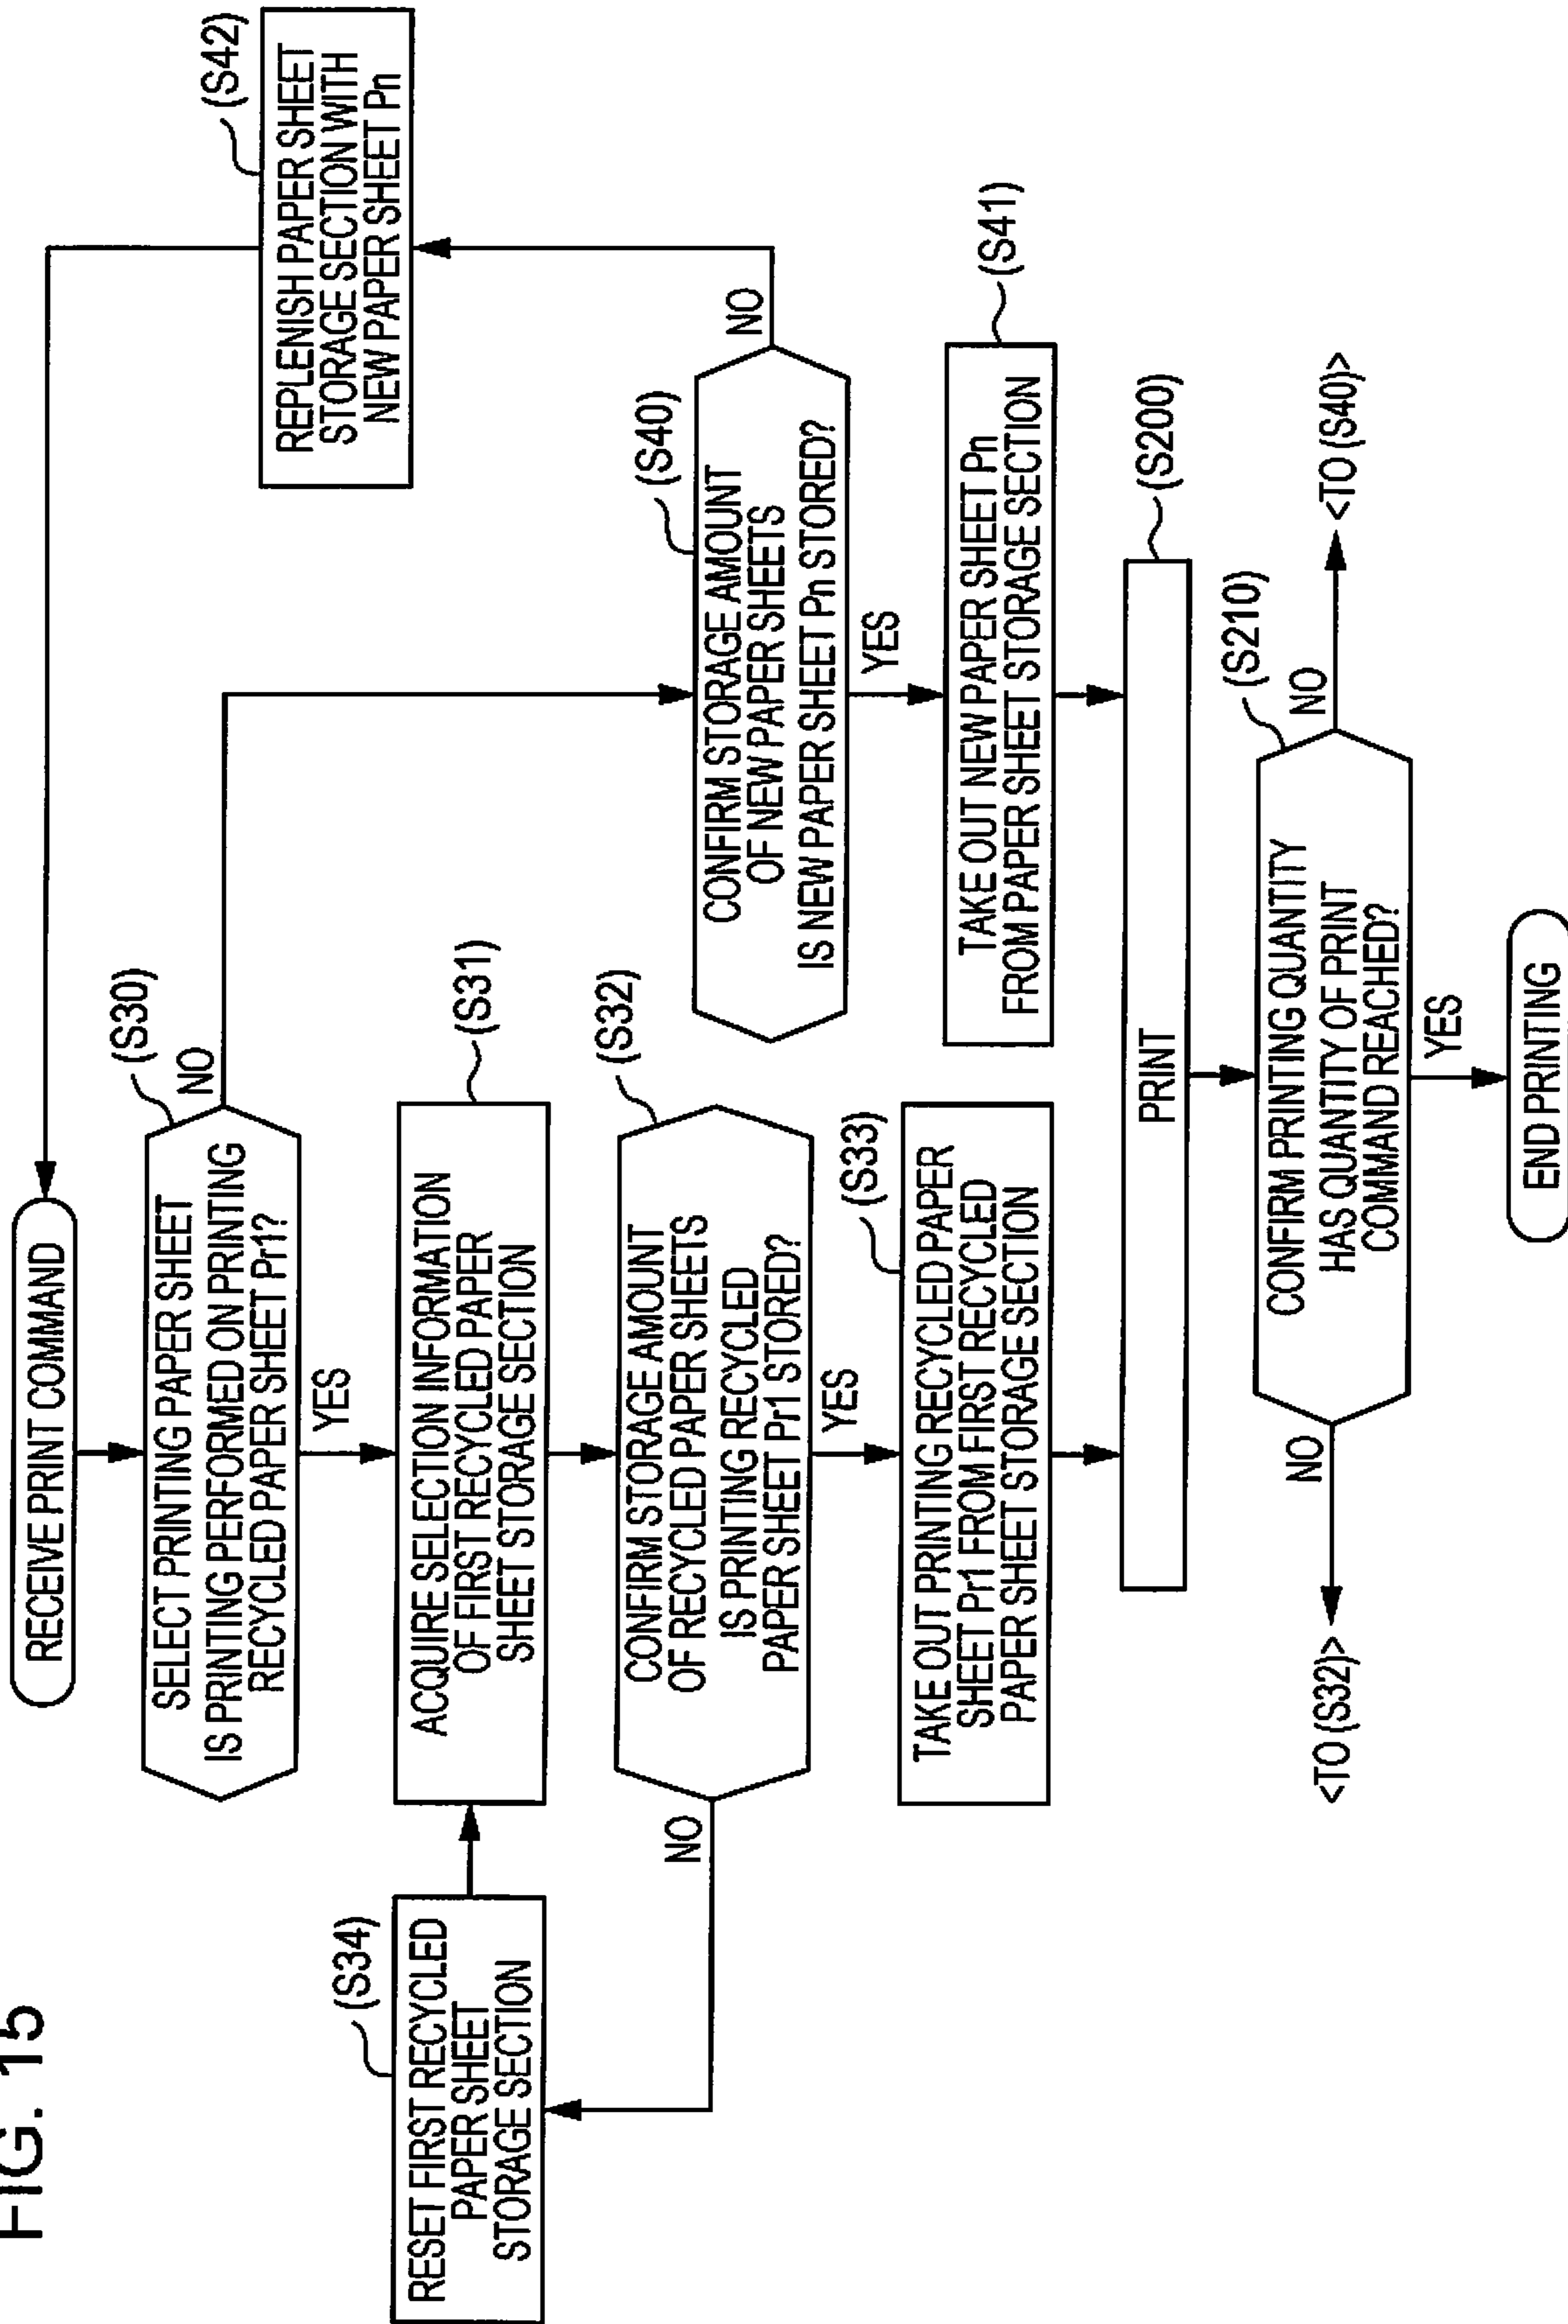 FIG. 15
RECEIVE PRINT COMMAND
(S30)
SELECT PRINTING PAPER SHEET
IS PRINTING PERFORMED ON PRINTING
RECYCLED PAPER SHEET Pr1?
NO
YES
(S31)
ACQUIRE SELECTION INFORMATION
OF FIRST RECYCLED PAPER
SHEET STORAGE SECTION
(S34)
RESET FIRST RECYCLED
PAPER SHEET
STORAGE SECTION
(S32)
CONFIRM STORAGE AMOUNT
OF RECYCLED PAPER SHEETS
IS PRINTING RECYCLED
PAPER SHEET Pr1 STORED?
NO
YES
(S33)
TAKE OUT PRINTING RECYCLED PAPER
SHEET Pr1 FROM FIRST RECYCLED
PAPER SHEET STORAGE SECTION
(S42)
REPLENISH PAPER SHEET
STORAGE SECTION WITH
NEW PAPER SHEET Pn
(S40)
CONFIRM STORAGE AMOUNT
OF NEW PAPER SHEETS
IS NEW PAPER SHEET Pn STORED?
NO
YES
(S41)
TAKE OUT NEW PAPER SHEET Pn
FROM PAPER SHEET STORAGE SECTION
(S200)
PRINT
(S210)
CONFIRM PRINTING QUANTITY
HAS QUANTITY OF PRINT
COMMAND REACHED?
NO
<TO (S32)>
NO
<TO (S40)>
YES
END PRINTING